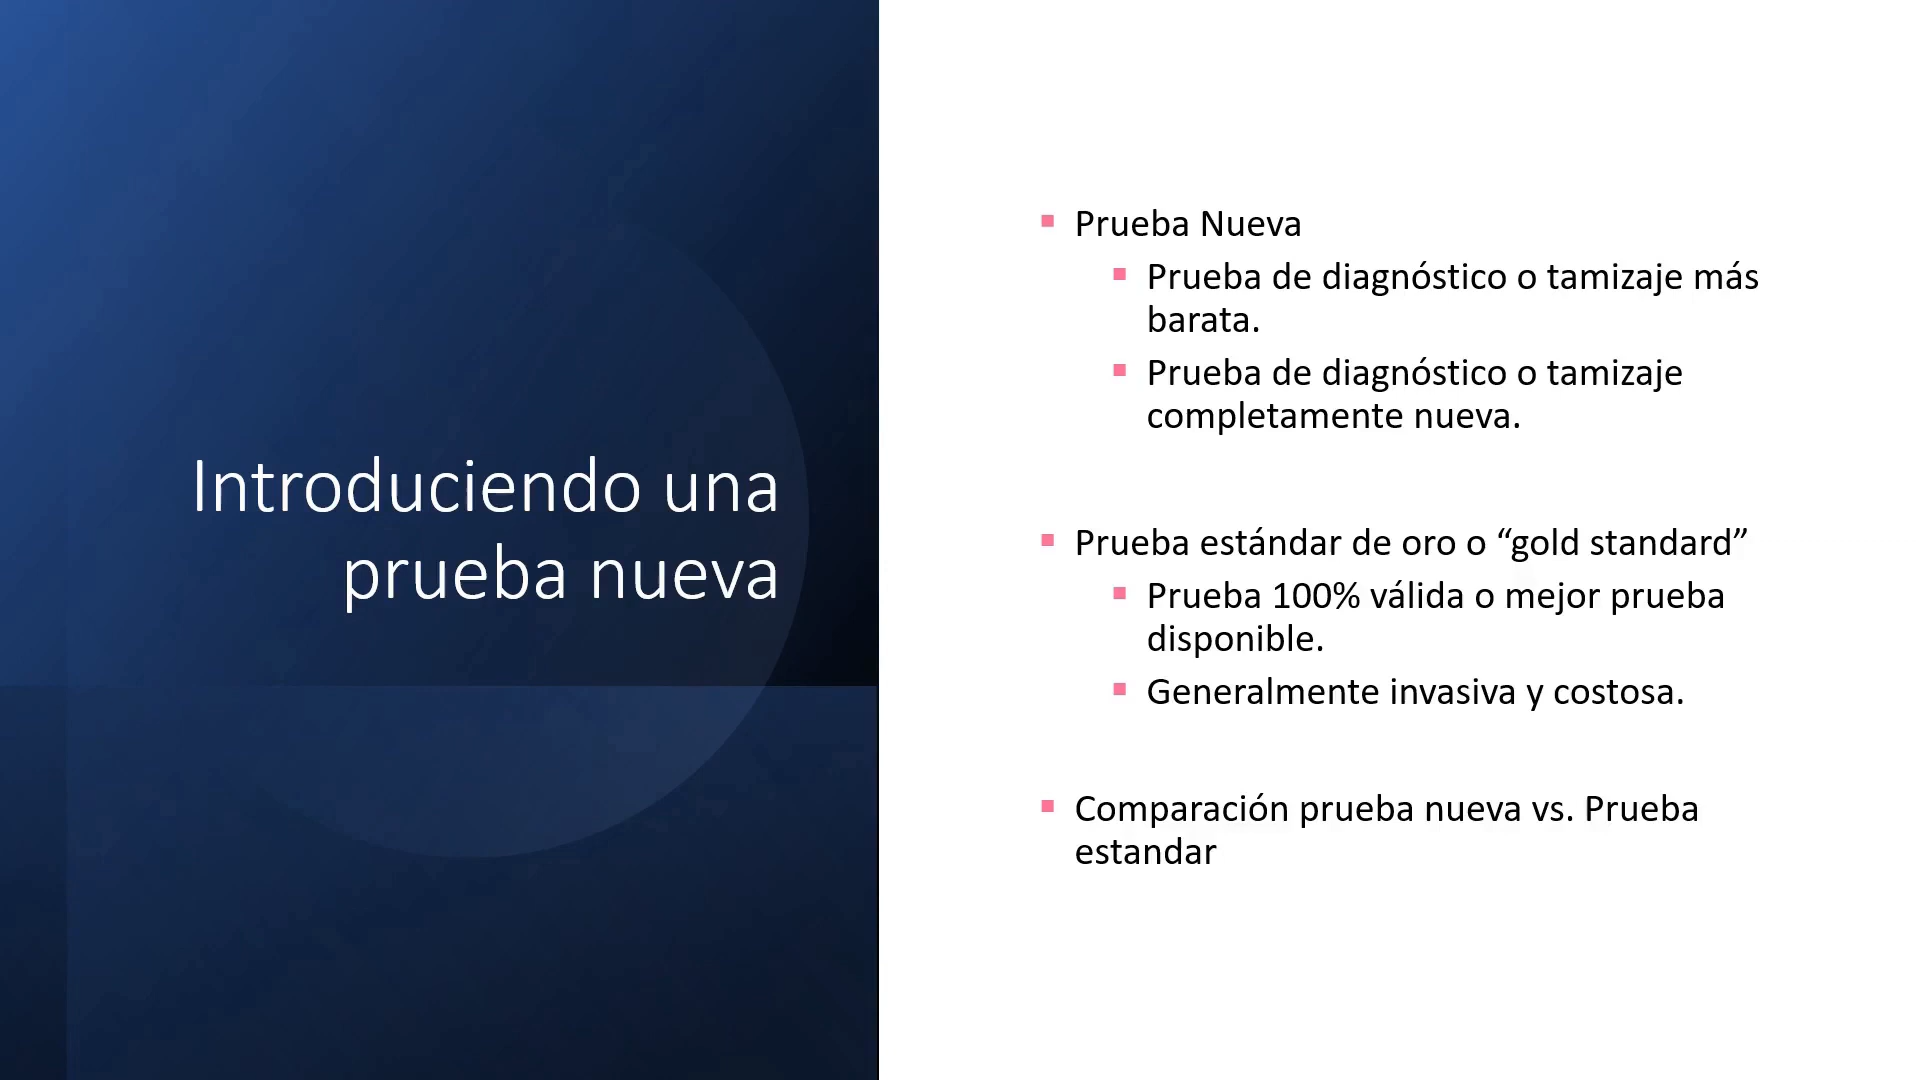 Introduciendo una
prueba nueva
Prueba Nueva
Prueba de diagnóstico o tamizaje más
barata.
Prueba de diagnóstico o tamizaje
completamente nueva.
Prueba estándar de oro o “gold standard”
Prueba 100% válida o mejor prueba
disponible.
Generalmente invasiva y costosa.
Comparación prueba nueva vs. Prueba
estandar